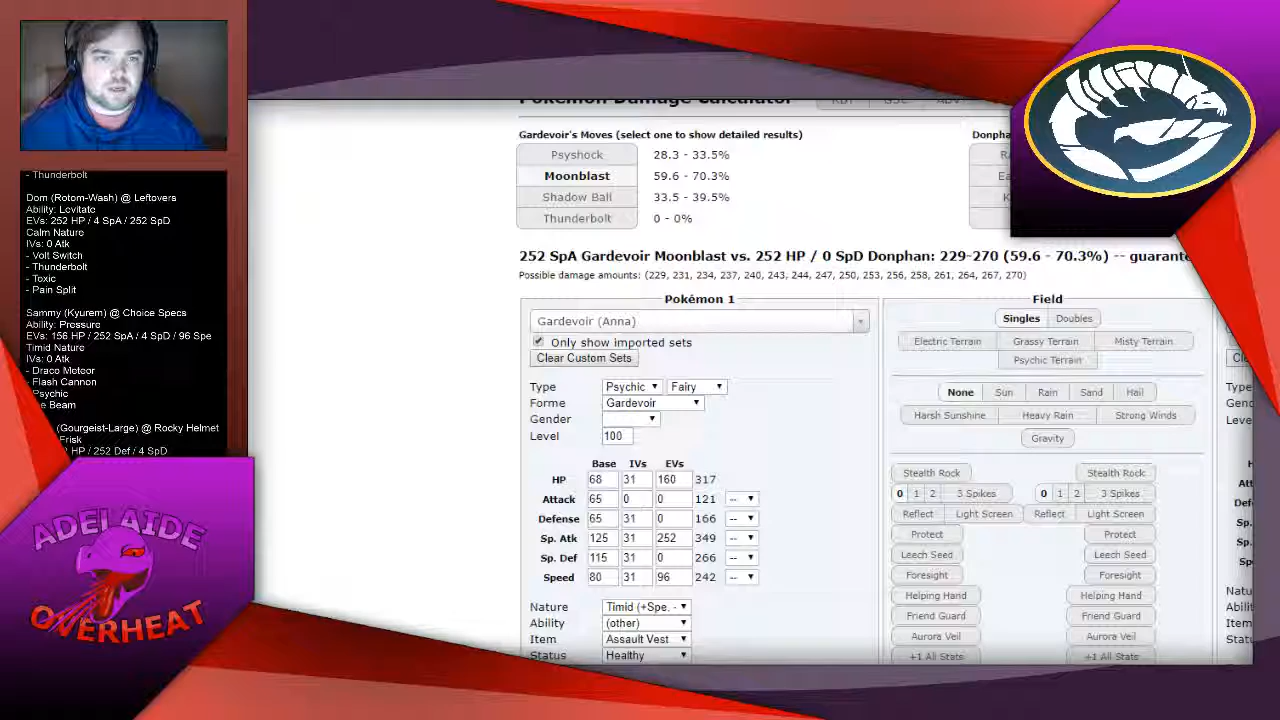 - Thunderbolt
Dom (Rotom-Wash) @ Leftovers
Ability: Levitate
EVs: 252 HP / 4 SpA / 252 SpD
Calm Nature
IVs: 0 Atk
- Volt Switch
- Thunderbolt
- Toxic
- Pain Split
Sammy (Kyurem) @ Choice Specs
Ability: Pressure
EVs: 156 HP / 252 SpA / 4 SpD / 96 Spe
Timid Nature
IVs: 0 Atk
- Draco Meteor
- Flash Cannon
Psychic
Beam
(Gourgeist-Large) @ Rocky Helmet
Frisk
HP / 252 Def / 4 SpD
ADELAIDE
OVERHEAT
Pokémon Damage Calculator
RBY GSC ADV
Gardevoir's Moves (select one to show detailed results)
Psyshock 28.3 - 33.5%
Moonblast 59.6 - 70.3%
Shadow Ball 33.5 - 39.5%
Thunderbolt 0 - 0%
Donph
252 SpA Gardevoir Moonblast vs. 252 HP / 0 SpD Donphan: 229-270 (59.6 - 70.3%) -- guarante
Possible damage amounts: (229, 231, 234, 237, 240, 243, 244, 247, 250, 253, 256, 258, 261, 264, 267, 270)
Pokémon 1
Gardevoir (Anna)
Only show imported sets
Clear Custom Sets
Type Psychic Fairy
Forme Gardevoir
Gender
Level 100
Base IVs EVs
HP 68 31 160 317
Attack 65 0 0 121 --
Defense 65 31 0 166 --
Sp. Atk 125 31 252 349 --
Sp. Def 115 31 0 266 --
Speed 80 31 96 242 --
Nature Timid (+Spe, -
Ability (other)
Item Assault Vest
Status Healthy
Field
Singles Doubles
Electric Terrain Grassy Terrain Misty Terrain
Psychic Terrain
None Sun Rain Sand Hail
Harsh Sunshine Heavy Rain Strong Winds
Gravity
Stealth Rock Stealth Rock
0 1 2 3 Spikes 0 1 2 3 Spikes
Reflect Light Screen Reflect Light Screen
Protect Protect
Leech Seed Leech Seed
Foresight Foresight
Helping Hand Helping Hand
Friend Guard Friend Guard
Aurora Veil Aurora Veil
+1 All Stats +1 All Stats
Type
Form
Gend
Leve